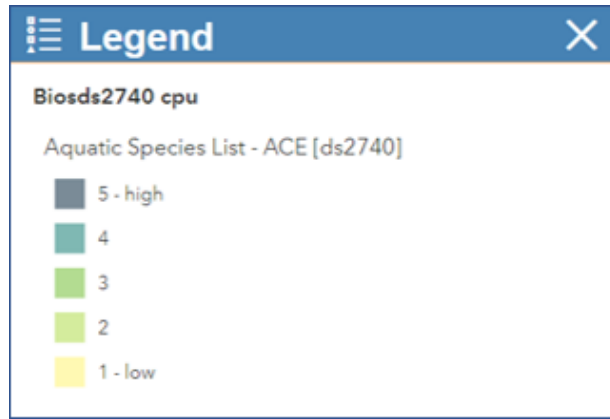 Legend
Biosds2740 cpu
Aquatic Species List - ACE [ds2740]
5 - high
4
3
2
1 - low